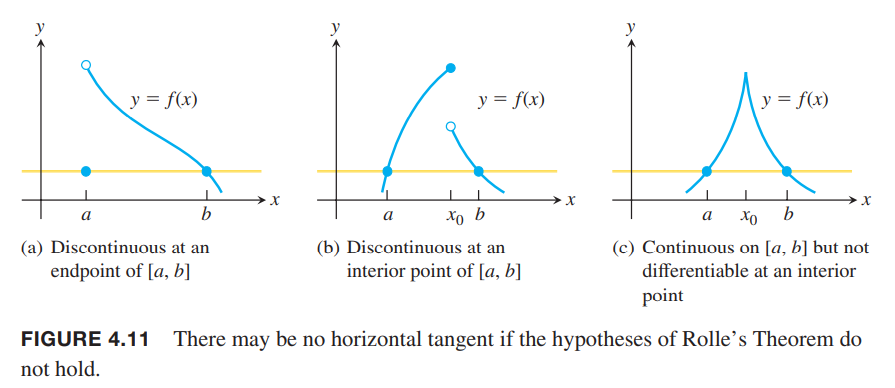 y
y = f(x)
a
b
x
(a) Discontinuous at an
endpoint of [a, b]
y
y = f(x)
a
x₀
b
x
(b) Discontinuous at an
interior point of [a, b]
y
y = f(x)
a
x₀
b
x
(c) Continuous on [a, b] but not
differentiable at an interior
point
FIGURE 4.11 There may be no horizontal tangent if the hypotheses of Rolle’s Theorem do
not hold.